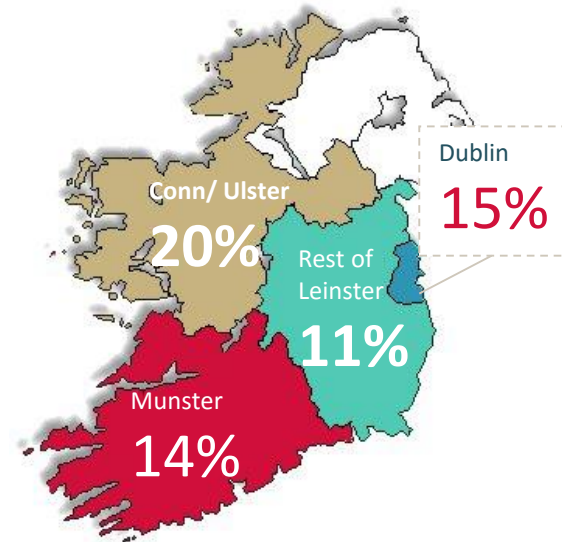 Dublin
15%
Conn/ Ulster
20%
Rest of
Leinster
11%
Munster
14%